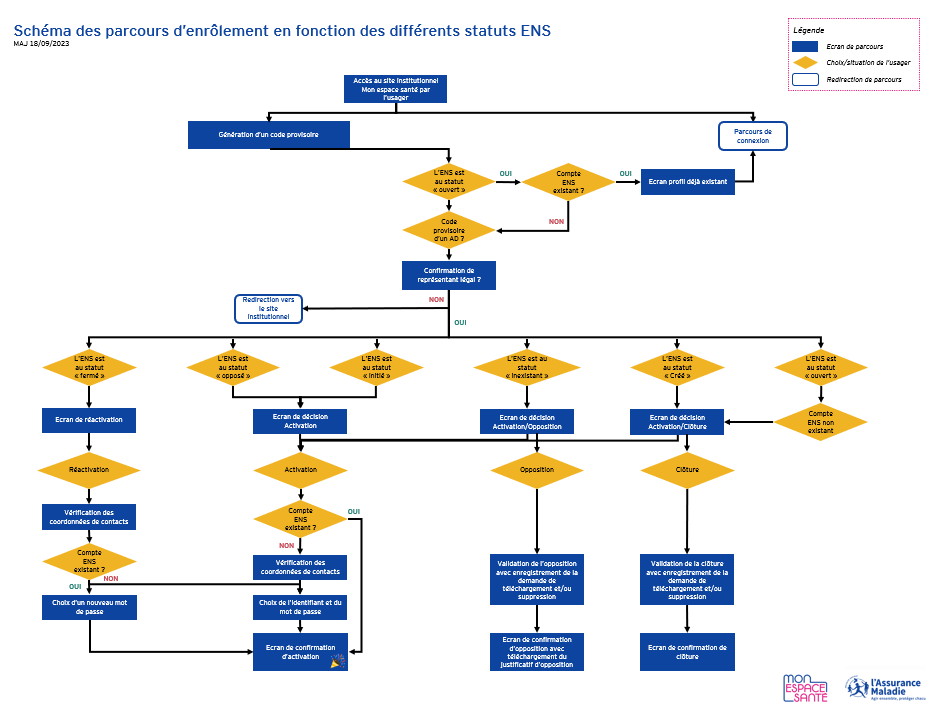 Schéma des parcours d'enrôlement en fonction des différents statuts ENS
MAJ 18/09/2023
Légende
Ecran de parcours
Choix/situation de l'usager
Redirection de parcours
Accès au site institutionnel
Mon espace santé par
l'usager
Génération d'un code provisoire
Parcours de
connexion
L'ENS est
au statut
« ouvert »
OUI
Compte
ENS
existant ?
OUI
Ecran profil déjà existant
NON
Code
provisoire
d'un AD ?
Confirmation de
représentant légal ?
NON
Redirection vers
le site
institutionnel
OUI
L'ENS est
au statut
« fermé »
L'ENS est
au statut
« opposé »
L'ENS est
au statut
« initié »
L'ENS est au
statut
« Inexistant »
L'ENS est
au statut
« Créé »
L'ENS est
au statut
« ouvert »
Ecran de réactivation
Ecran de décision
Activation
Ecran de décision
Activation/Opposition
Ecran de décision
Activation/Clôture
Compte
ENS non
existant
Réactivation
Activation
Opposition
Clôture
Vérification des
coordonnées de contacts
Compte
ENS
existant ?
OUI
NON
Compte
ENS
existant ?
OUI
NON
Vérification des
coordonnées de contacts
Validation de l'opposition
avec enregistrement de la
demande de
téléchargement et/ou
suppression
Validation de la clôture
avec enregistrement de la
demande de
téléchargement et/ou
suppression
Choix d'un nouveau mot
de passe
Choix de l'identifiant et du
mot de passe
Ecran de confirmation
d'activation
Ecran de confirmation
d'opposition avec
téléchargement du
justificatif d'opposition
Ecran de confirmation de
clôture
MON
ESPACE
SANTÉ
l'Assurance
Maladie
Agir ensemble, protéger chacun